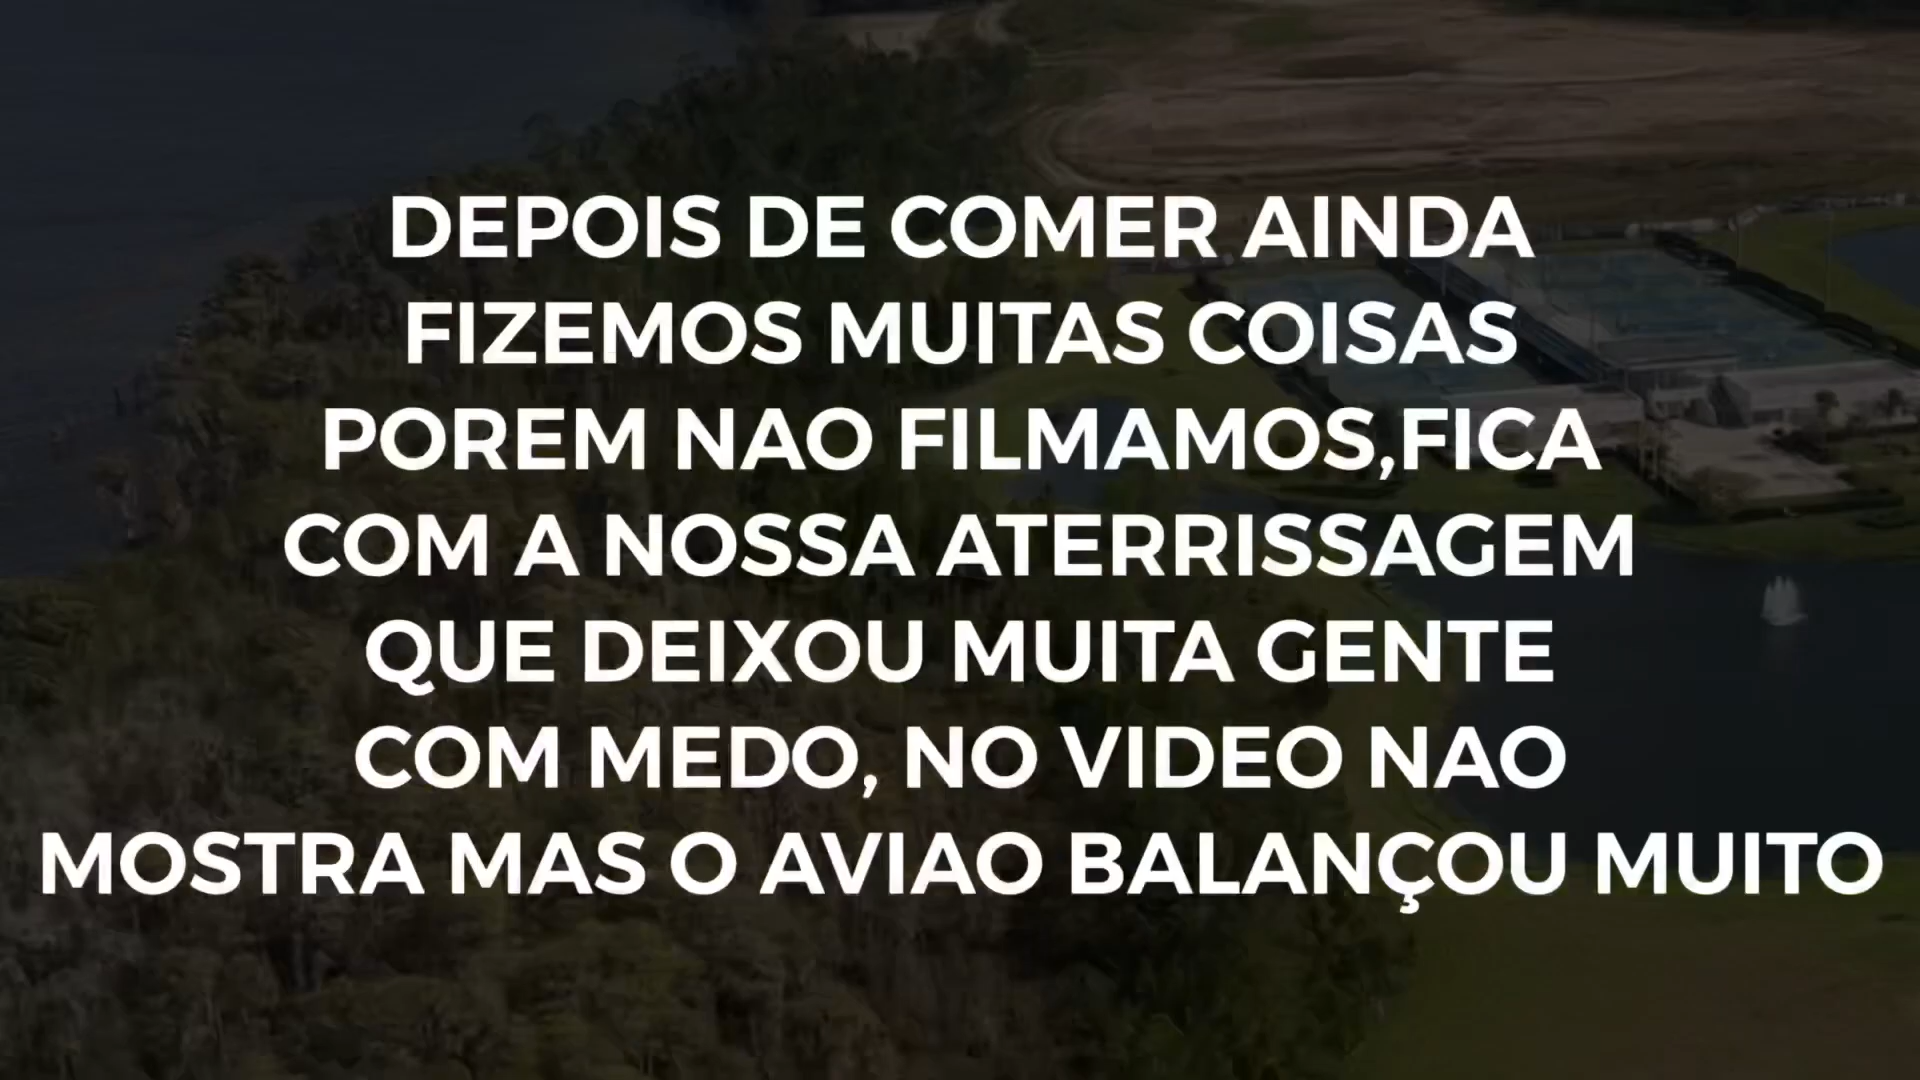 DEPOIS DE COMER AINDA
FIZEMOS MUITAS COISAS
POREM NAO FILMAMOS,FICA
COM A NOSSA ATERRISSAGEM
QUE DEIXOU MUITA GENTE
COM MEDO, NO VIDEO NAO
MOSTRA MAS O AVIAO BALANÇOU MUITO